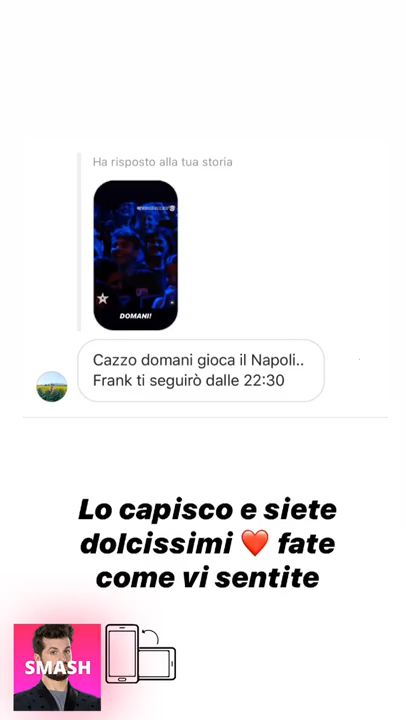 Ha risposto alla tua storia
DOMANI!
Cazzo domani gioca il Napoli..
Frank ti seguirò dalle 22:30
Lo capisco e siete
dolcissimi ❤️ fate
come vi sentite
SMASH